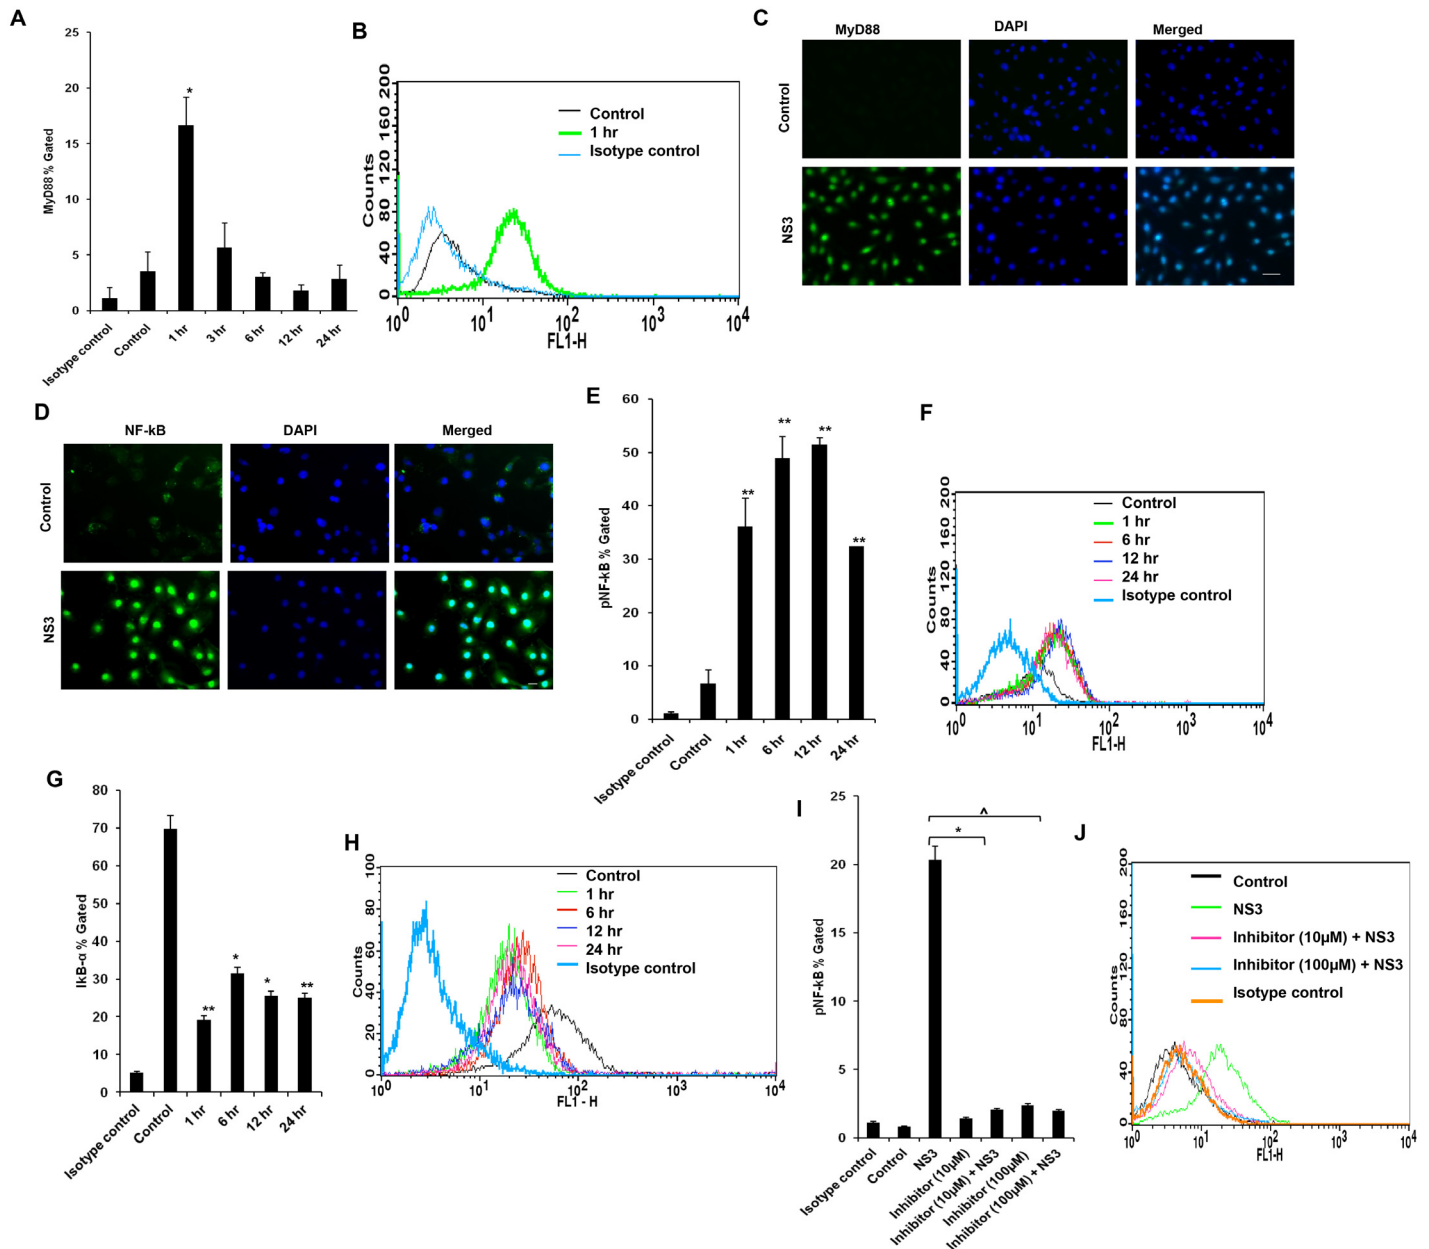 A
MyD88 % Gated
25
20
15
10
5
0
*
Isotype control
Control
1 hr
3 hr
6 hr
12 hr
24 hr
B
Counts
0 40 80 120 160 200
Control
1 hr
Isotype control
10^0 10^1 10^2 10^3 10^4
FL1-H
C
MyD88 DAPI Merged
Control
NS3
D
NF-kB DAPI Merged
Control
NS3
E
pNF-kB % Gated
60
50
40
30
20
10
0
** ** ** **
Isotype control
Control
1 hr
6 hr
12 hr
24 hr
F
Counts
0 40 80 120 160 200
Control
1 hr
6 hr
12 hr
24 hr
Isotype control
10^0 10^1 10^2 10^3 10^4
FL1-H
G
IkB-α % Gated
80
70
60
50
40
30
20
10
0
** * * **
Isotype control
Control
1 hr
6 hr
12 hr
24 hr
H
Counts
0 20 40 60 80 100
Control
1 hr
6 hr
12 hr
24 hr
Isotype control
10^0 10^1 10^2 10^3 10^4
FL1 - H
I
pNF-kB % Gated
25
20
15
10
5
0
^
*
Isotype control
Control
NS3
Inhibitor (10µM)
Inhibitor (10µM) + NS3
Inhibitor (100µM)
Inhibitor (100µM) + NS3
J
Counts
0 40 80 120 160 200
Control
NS3
Inhibitor (10µM) + NS3
Inhibitor (100µM) + NS3
Isotype control
10^0 10^1 10^2 10^3 10^4
FL1-H